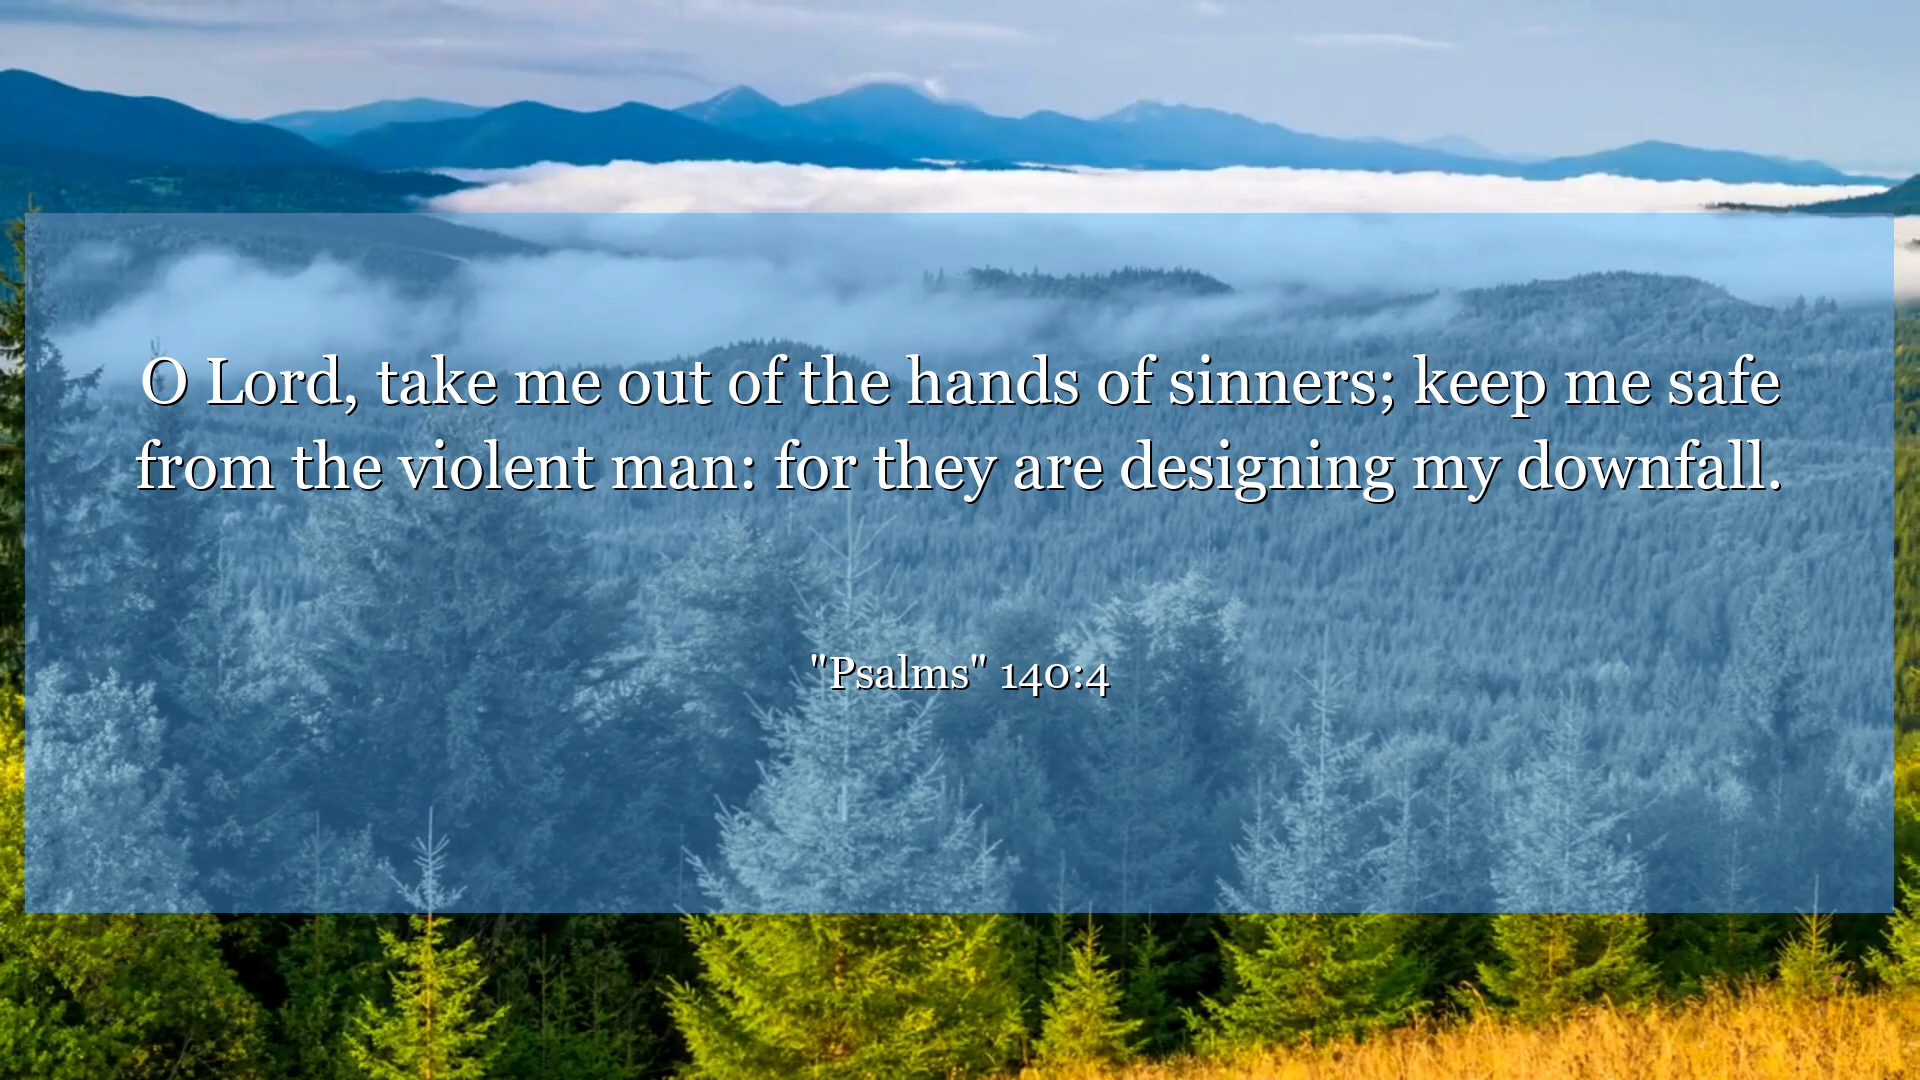 O Lord, take me out of the hands of sinners; keep me safe
from the violent man: for they are designing my downfall.
"Psalms" 140:4